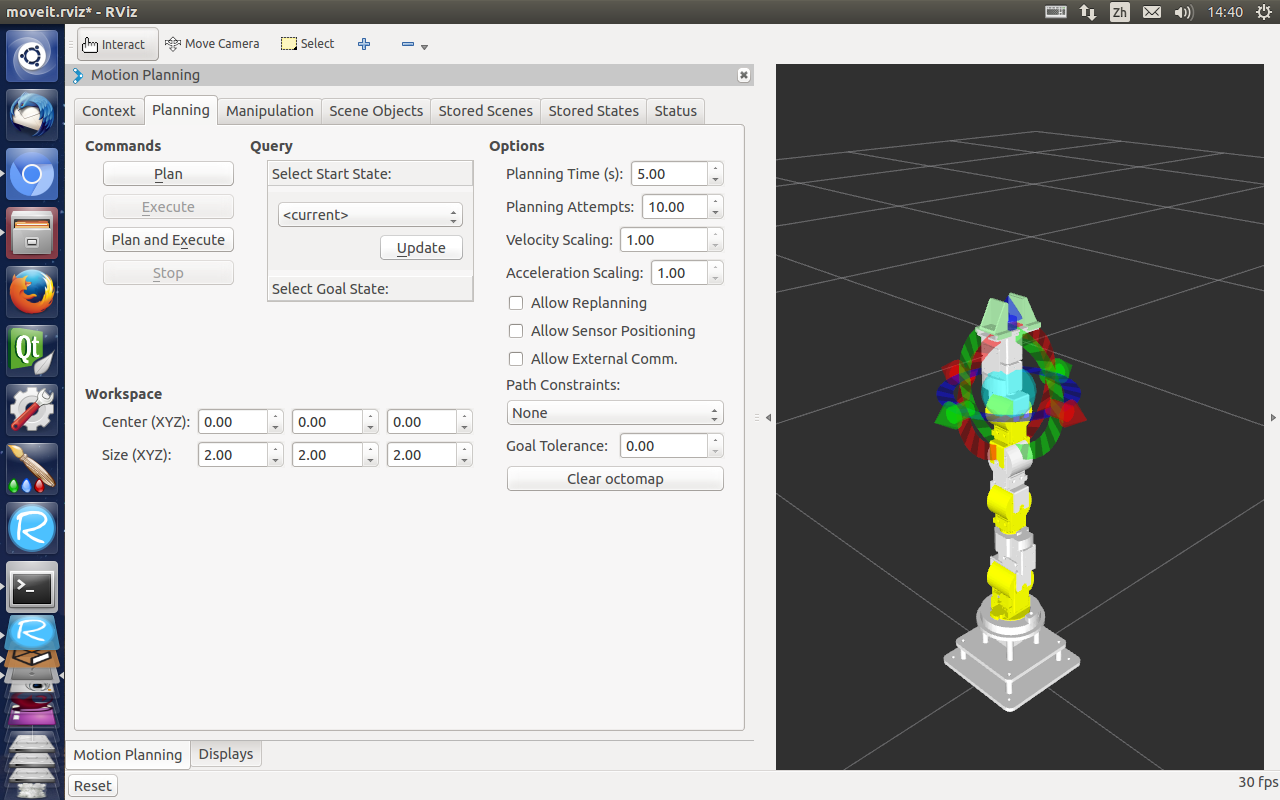 moveit.rviz* - RViz
Zh
14:40
Interact
Move Camera
Select
Motion Planning
Context
Planning
Manipulation
Scene Objects
Stored Scenes
Stored States
Status
Commands
Plan
Execute
Plan and Execute
Stop
Query
Select Start State:
<current>
Update
Select Goal State:
Options
Planning Time (s): 5.00
Planning Attempts: 10.00
Velocity Scaling: 1.00
Acceleration Scaling: 1.00
Allow Replanning
Allow Sensor Positioning
Allow External Comm.
Path Constraints:
None
Goal Tolerance: 0.00
Clear octomap
Workspace
Center (XYZ): 0.00 0.00 0.00
Size (XYZ): 2.00 2.00 2.00
Qt
R
>_
R
Motion Planning
Displays
Reset
30 fps